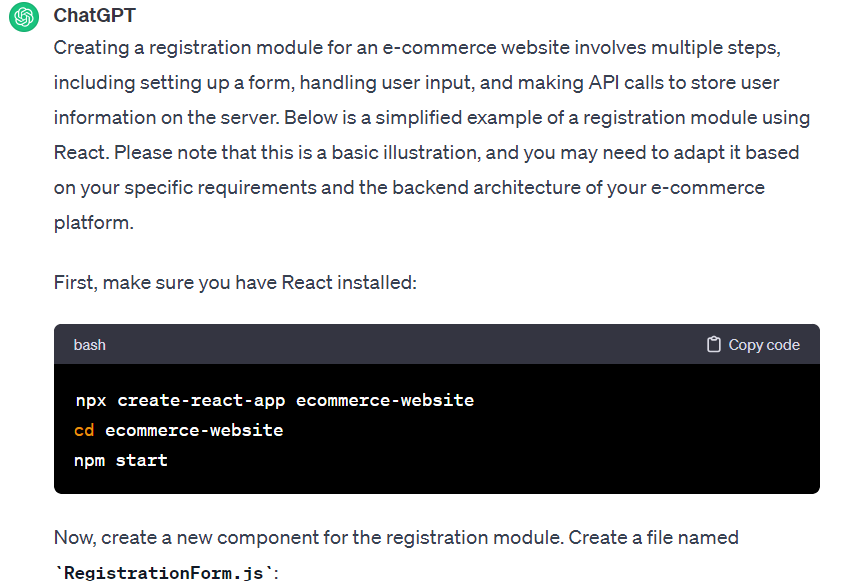 ChatGPT
Creating a registration module for an e-commerce website involves multiple steps,
including setting up a form, handling user input, and making API calls to store user
information on the server. Below is a simplified example of a registration module using
React. Please note that this is a basic illustration, and you may need to adapt it based
on your specific requirements and the backend architecture of your e-commerce
platform.
First, make sure you have React installed:
bash Copy code
npx create-react-app ecommerce-website
cd ecommerce-website
npm start
Now, create a new component for the registration module. Create a file named
`RegistrationForm.js`: